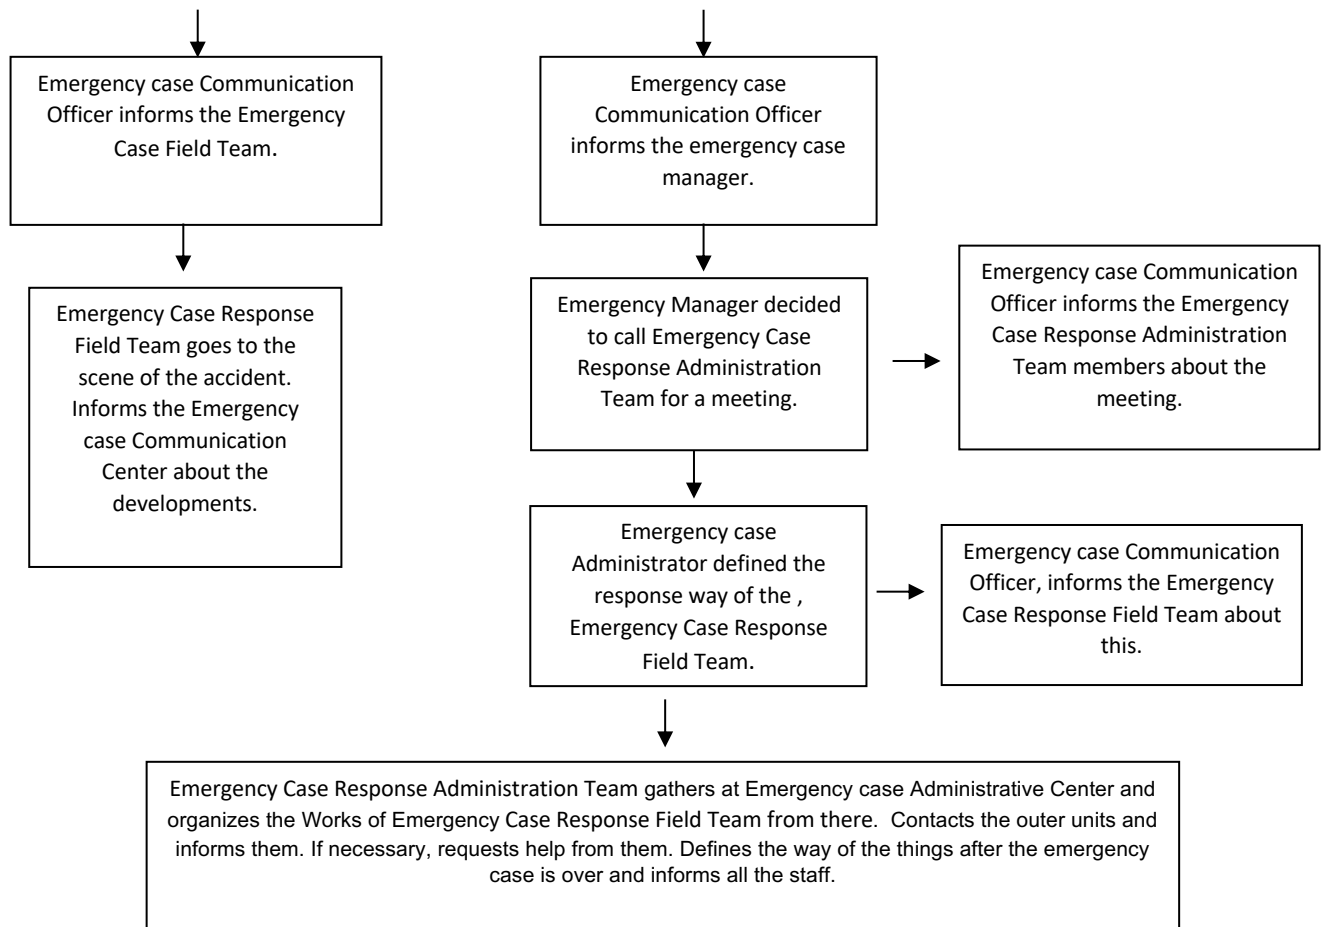 Emergency case Communication
Officer informs the Emergency
Case Field Team.
Emergency case
Communication Officer
informs the emergency case
manager.
Emergency Case Response
Field Team goes to the
scene of the accident.
Informs the Emergency
case Communication
Center about the
developments.
Emergency Manager decided
to call Emergency Case
Response Administration
Team for a meeting.
Emergency case Communication
Officer informs the Emergency
Case Response Administration
Team members about the
meeting.
Emergency case
Administrator defined the
response way of the ,
Emergency Case Response
Field Team.
Emergency case Communication
Officer, informs the Emergency
Case Response Field Team about
this.
Emergency Case Response Administration Team gathers at Emergency case Administrative Center and
organizes the Works of Emergency Case Response Field Team from there. Contacts the outer units and
informs them. If necessary, requests help from them. Defines the way of the things after the emergency
case is over and informs all the staff.